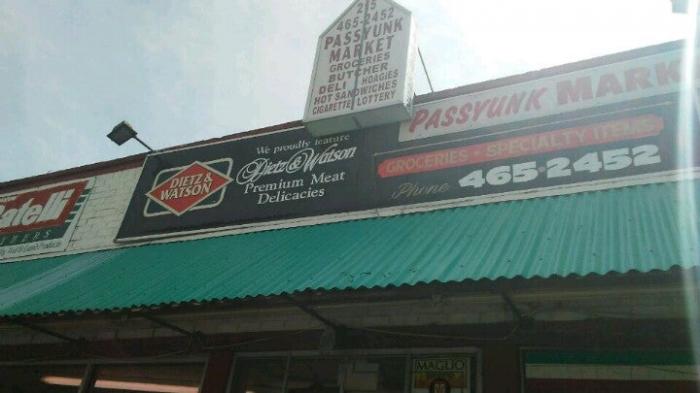 215
465-2452
PASSYUNK
MARKET
GROCERIES
BUTCHER
DELI HOAGIES
HOT SANDWICHES
CIGARETTE LOTTERY
PASSYUNK MARK
GROCERIES • SPECIALTY ITEMS
Phone 465-2452
We proudly feature
Dietz & Watson
Premium Meat
Delicacies
DIETZ &
WATSON
MAGLIO